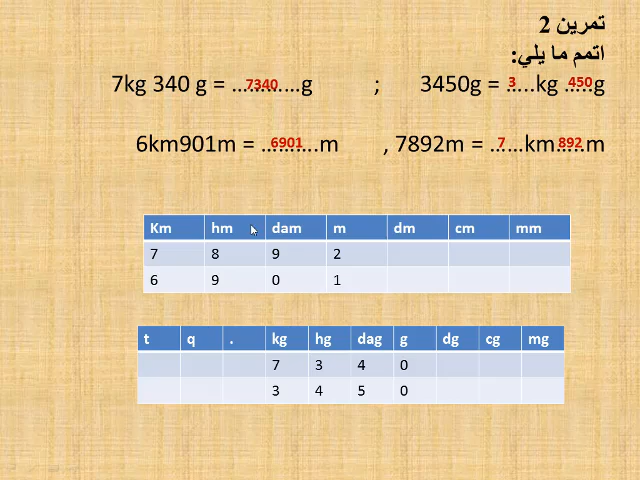 تمرين 2
اتمم ما يلي:
7kg 340 g = ....7340....g ; 3450g = 3 kg 450 g
6km901m = ....6901....m , 7892m = 7 km 892 m
Km hm dam m dm cm mm
7 8 9 2
6 9 0 1
t q . kg hg dag g dg cg mg
7 3 4 0
3 4 5 0